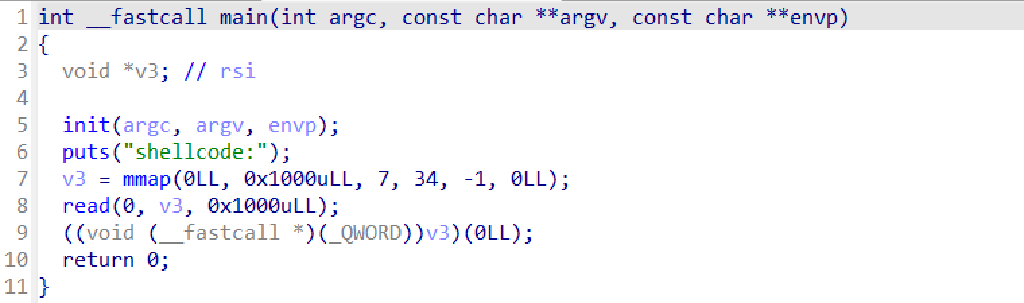 1 int __fastcall main(int argc, const char **argv, const char **envp)
2 {
3 void *v3; // rsi
4
5 init(argc, argv, envp);
6 puts("shellcode:");
7 v3 = mmap(0LL, 0x1000uLL, 7, 34, -1, 0LL);
8 read(0, v3, 0x1000uLL);
9 ((void (__fastcall *)(_QWORD))v3)(0LL);
10 return 0;
11 }